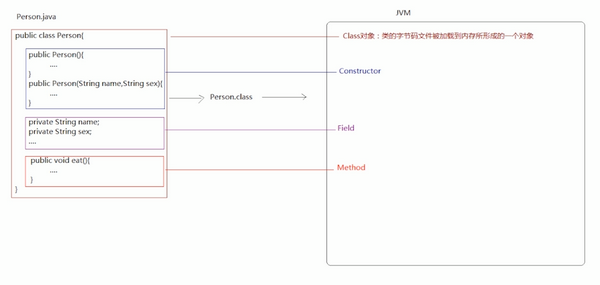 Person.java
JVM
public class Person{
Class对象：类的字节码文件被加载到内存所形成的一个对象
public Person(){
....
}
Constructor
public Person(String name,String sex){
....
}
Person.class
private String name;
private String sex;
....
Field
public void eat(){
....
}
Method
}